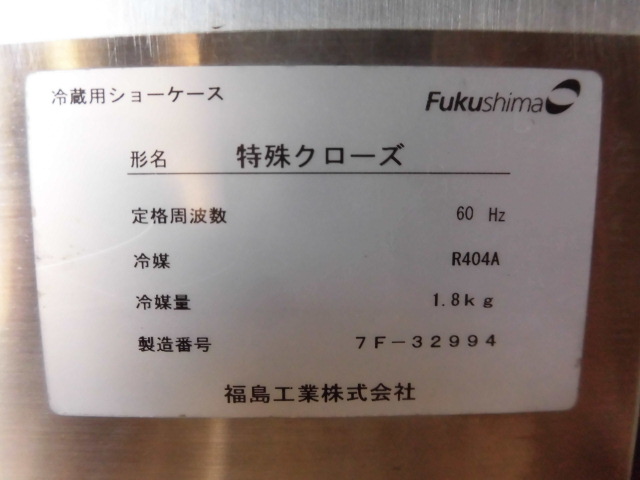 冷蔵用ショーケース Fukushima
形名 特殊クローズ
定格周波数 60 Hz
冷媒 R404A
冷媒量 1.8kg
製造番号 7F-32994
福島工業株式会社